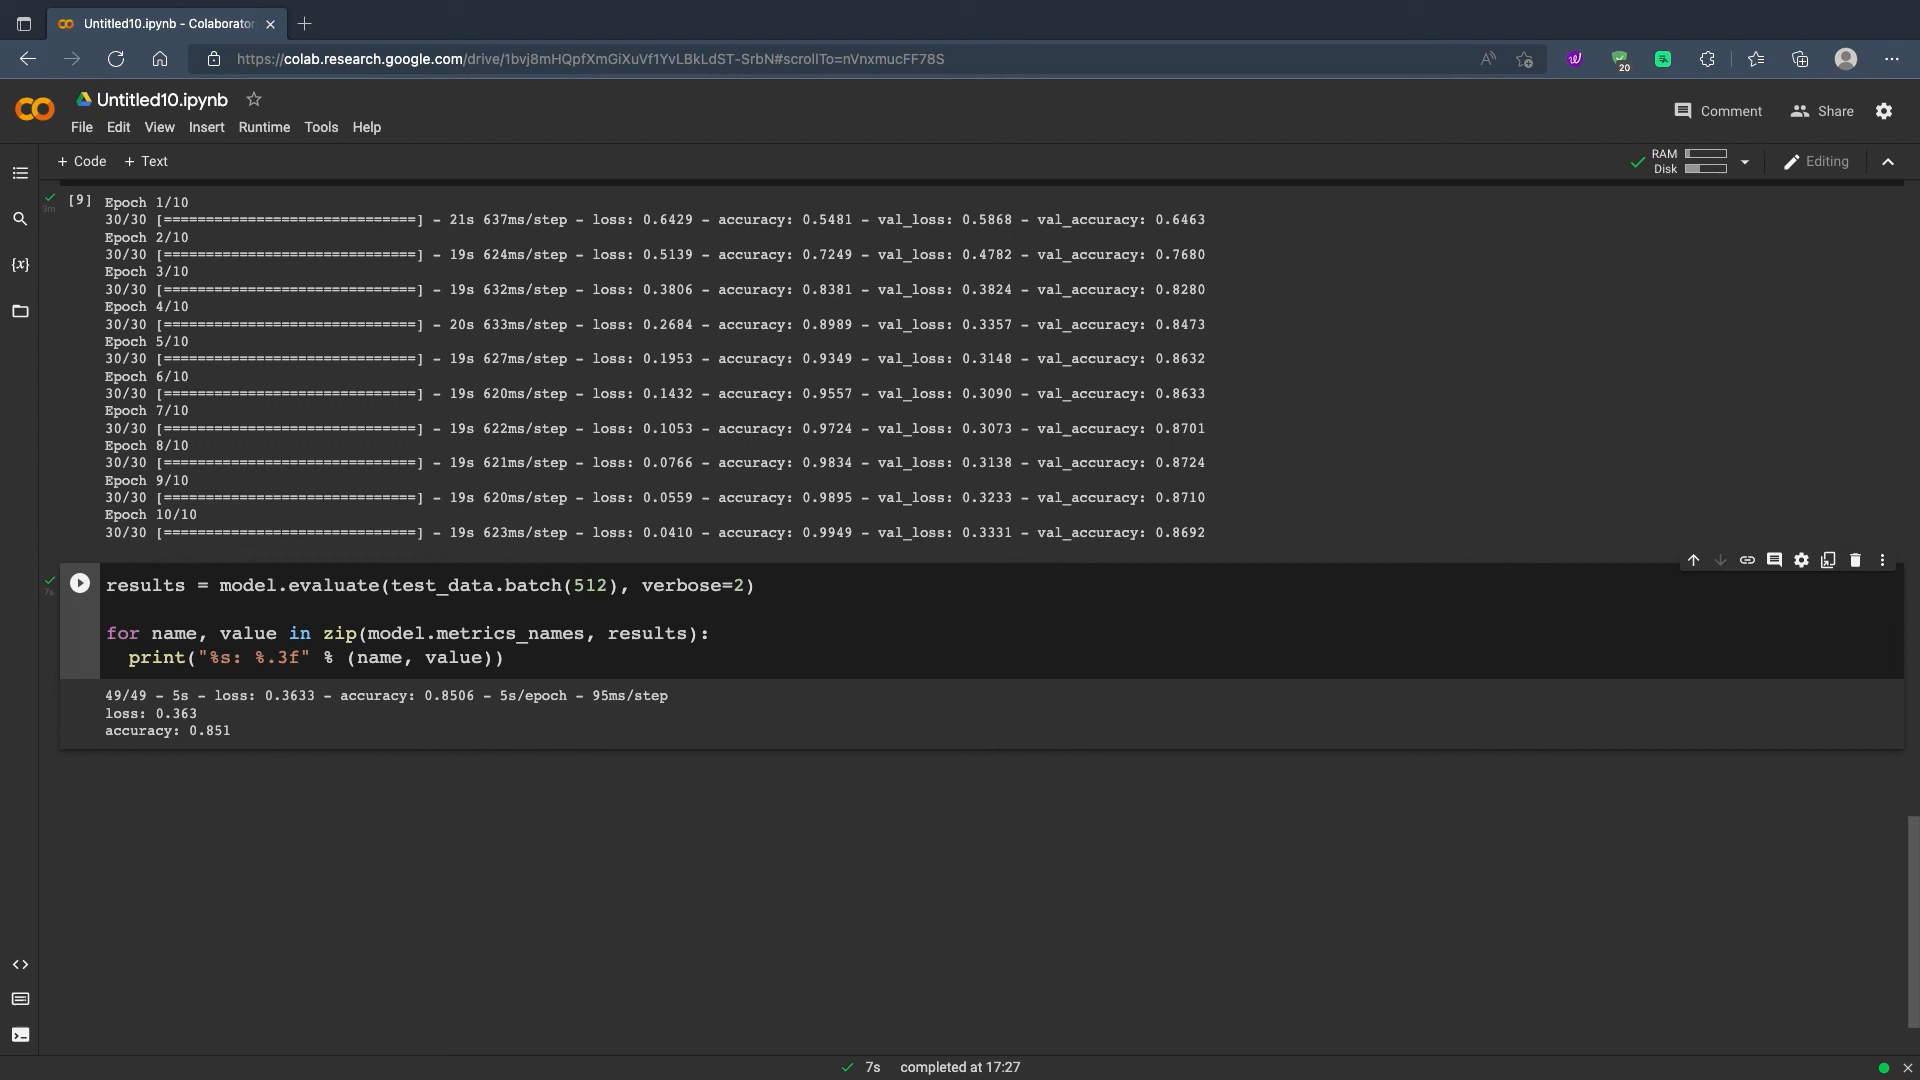 Untitled10.ipynb - Colaborator
https://colab.research.google.com/drive/1bvj8mHQpfXmGiXuVf1YvLBkLdST-SrbN#scrollTo=nVnxmucFF78S
20
Untitled10.ipynb
File Edit View Insert Runtime Tools Help
Comment Share
+ Code + Text
RAM
Disk
Editing
3m
[9] Epoch 1/10
30/30 [==============================] - 21s 637ms/step - loss: 0.6429 - accuracy: 0.5481 - val_loss: 0.5868 - val_accuracy: 0.6463
Epoch 2/10
30/30 [==============================] - 19s 624ms/step - loss: 0.5139 - accuracy: 0.7249 - val_loss: 0.4782 - val_accuracy: 0.7680
Epoch 3/10
30/30 [==============================] - 19s 632ms/step - loss: 0.3806 - accuracy: 0.8381 - val_loss: 0.3824 - val_accuracy: 0.8280
Epoch 4/10
30/30 [==============================] - 20s 633ms/step - loss: 0.2684 - accuracy: 0.8989 - val_loss: 0.3357 - val_accuracy: 0.8473
Epoch 5/10
30/30 [==============================] - 19s 627ms/step - loss: 0.1953 - accuracy: 0.9349 - val_loss: 0.3148 - val_accuracy: 0.8632
Epoch 6/10
30/30 [==============================] - 19s 620ms/step - loss: 0.1432 - accuracy: 0.9557 - val_loss: 0.3090 - val_accuracy: 0.8633
Epoch 7/10
30/30 [==============================] - 19s 622ms/step - loss: 0.1053 - accuracy: 0.9724 - val_loss: 0.3073 - val_accuracy: 0.8701
Epoch 8/10
30/30 [==============================] - 19s 621ms/step - loss: 0.0766 - accuracy: 0.9834 - val_loss: 0.3138 - val_accuracy: 0.8724
Epoch 9/10
30/30 [==============================] - 19s 620ms/step - loss: 0.0559 - accuracy: 0.9895 - val_loss: 0.3233 - val_accuracy: 0.8710
Epoch 10/10
30/30 [==============================] - 19s 623ms/step - loss: 0.0410 - accuracy: 0.9949 - val_loss: 0.3331 - val_accuracy: 0.8692
7s
results = model.evaluate(test_data.batch(512), verbose=2)
for name, value in zip(model.metrics_names, results):
print("%s: %.3f" % (name, value))
49/49 - 5s - loss: 0.3633 - accuracy: 0.8506 - 5s/epoch - 95ms/step
loss: 0.363
accuracy: 0.851
7s completed at 17:27